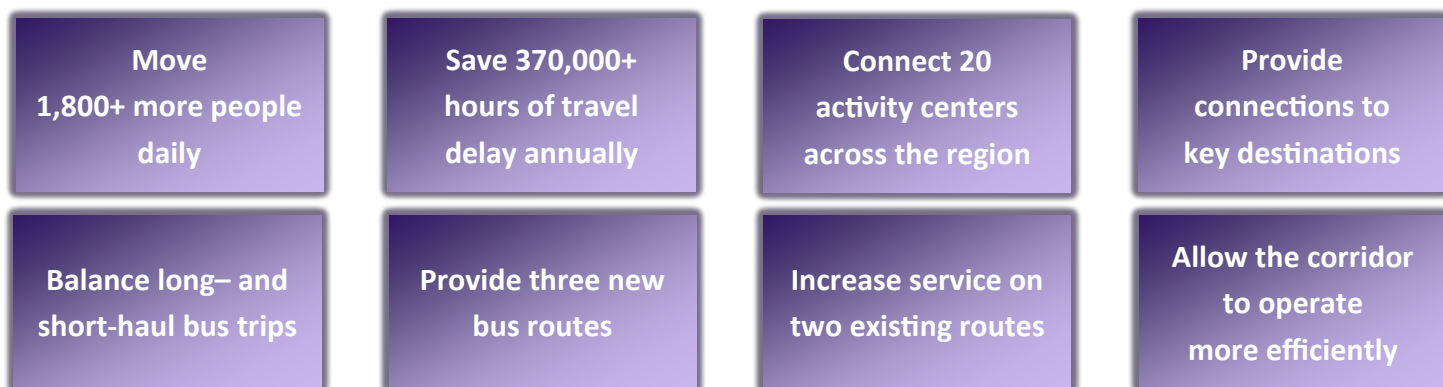 Move
1,800+ more people
daily
Save 370,000+
hours of travel
delay annually
Connect 20
activity centers
across the region
Provide
connections to
key destinations
Balance long– and
short-haul bus trips
Provide three new
bus routes
Increase service on
two existing routes
Allow the corridor
to operate
more efficiently